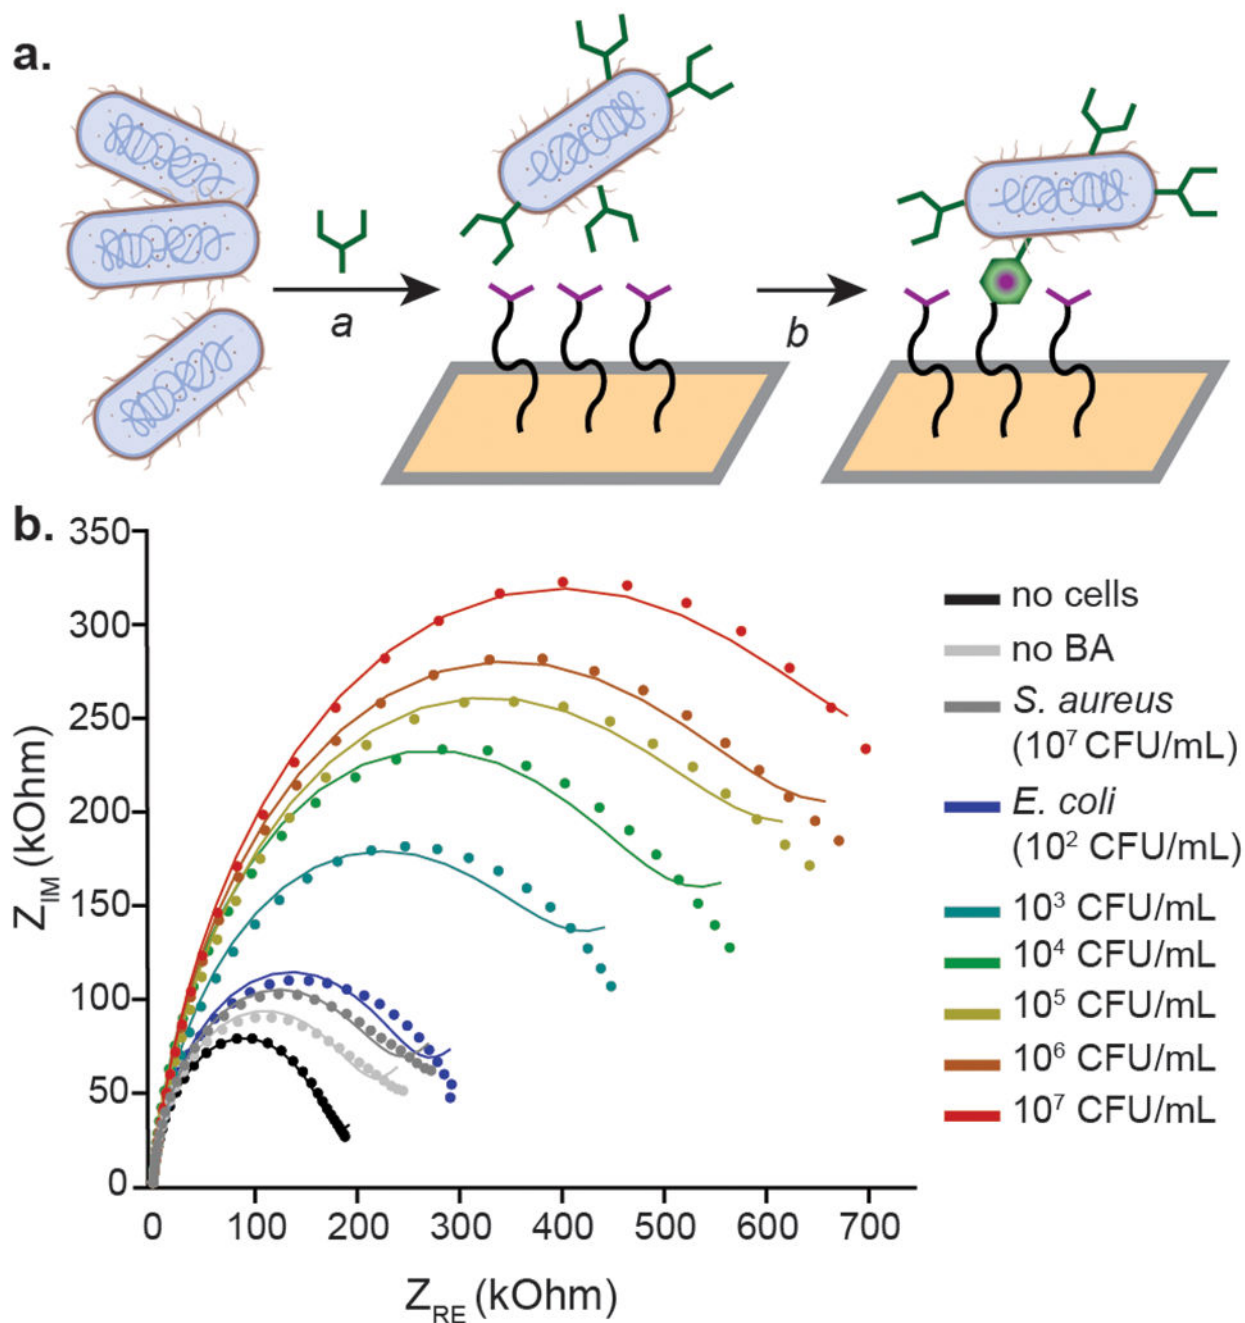 a.
a
b
b.
350
300
250
200
150
100
50
0
Z_IM (kOhm)
0 100 200 300 400 500 600 700
Z_RE (kOhm)
no cells
no BA
S. aureus
(10⁷ CFU/mL)
E. coli
(10² CFU/mL)
10³ CFU/mL
10⁴ CFU/mL
10⁵ CFU/mL
10⁶ CFU/mL
10⁷ CFU/mL